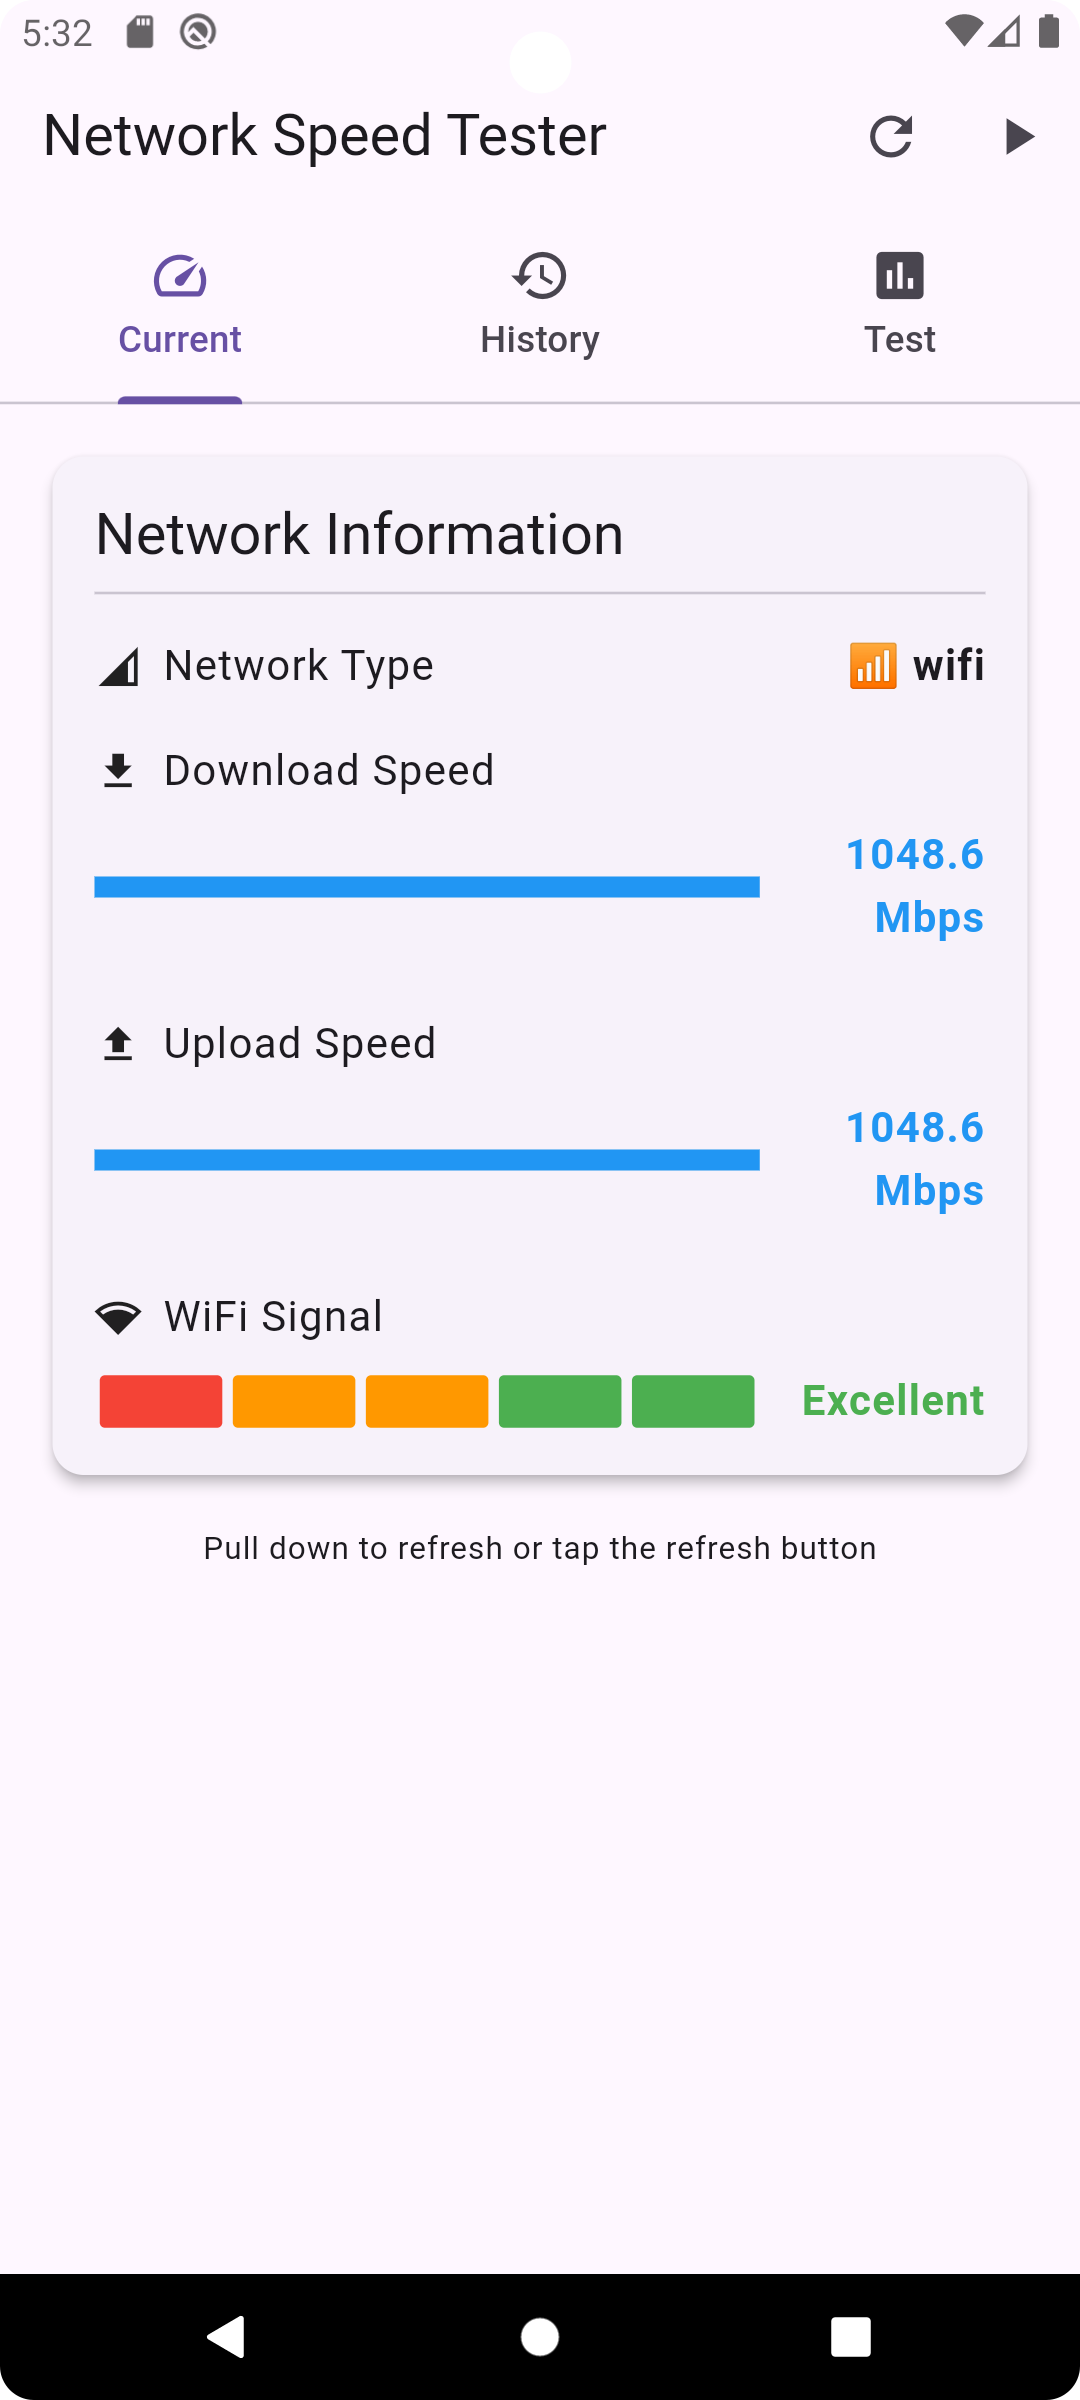 5:32
Network Speed Tester
Current
History
Test
Network Information
Network Type
📶 wifi
Download Speed
1048.6
Mbps
Upload Speed
1048.6
Mbps
WiFi Signal
Excellent
Pull down to refresh or tap the refresh button